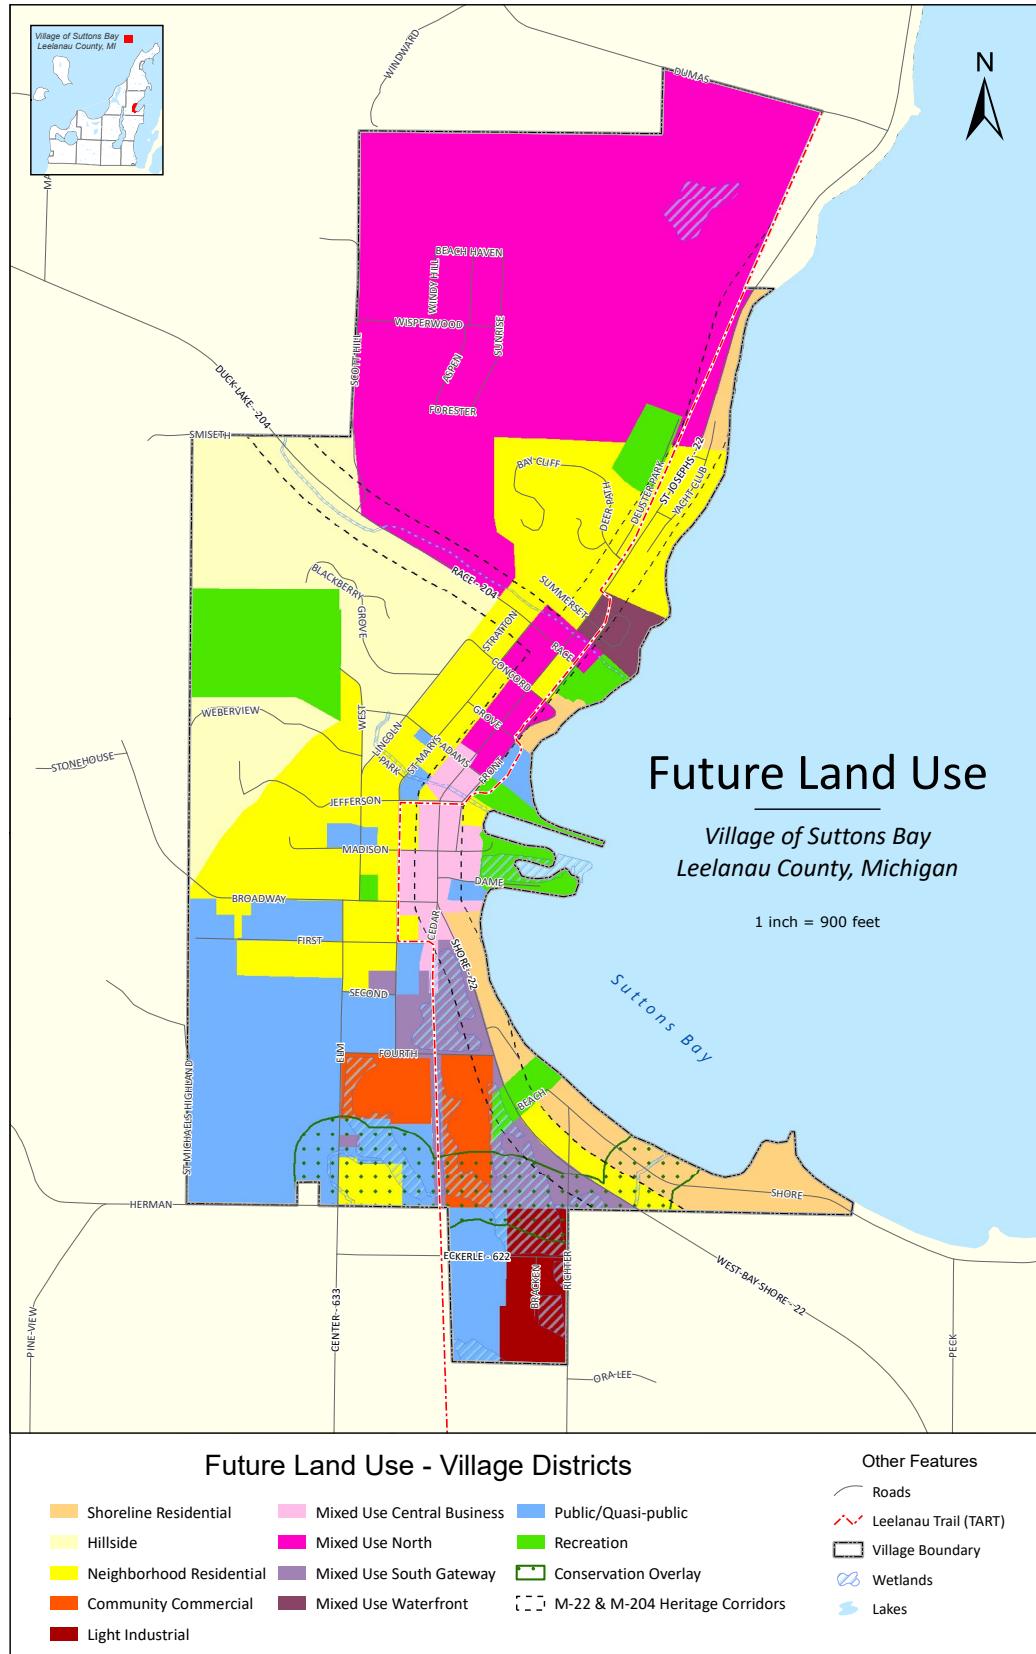 Village of Suttons Bay
Leelanau County, MI
WINDWARD
DUMAS
N
MA
BEACH HAVEN
WINDY HILL
WISPERWOOD
SUNRISE
SCOTT HILL
ASPEN
FORESTER
DUCK-LAKE--204
SMISETH
BAY CLIFF
DEER-PATH
DEUSTER PARK
ST-JOSEPHS--22
YACHT-CLUB
BLACKBERRY
GROVE
RACE--204
SUMMERSET
STRATTON
RACE
CONCORD
WEBERVIEW
WEST
LINCOLN
GROVE
ST-MARYS
ADAMS
PARK
FRONT
STONEHOUSE
JEFFERSON
MADISON
DAME
BROADWAY
CEDAR
FIRST
SHORE--22
SECOND
FOURTH
ELM
BEACH
ST-MICHAELS-HIGHLAND
HERMAN
SHORE
ECKERLE--622
BRACKEN
RICHTER
WEST-BAY-SHORE--22
CENTER--633
PINE-VIEW
PECK
ORA-LEE
Future Land Use
Village of Suttons Bay
Leelanau County, Michigan
1 inch = 900 feet
Suttons Bay
Future Land Use - Village Districts
Shoreline Residential
Hillside
Neighborhood Residential
Community Commercial
Light Industrial
Mixed Use Central Business
Mixed Use North
Mixed Use South Gateway
Mixed Use Waterfront
Public/Quasi-public
Recreation
Conservation Overlay
M-22 & M-204 Heritage Corridors
Other Features
Roads
Leelanau Trail (TART)
Village Boundary
Wetlands
Lakes